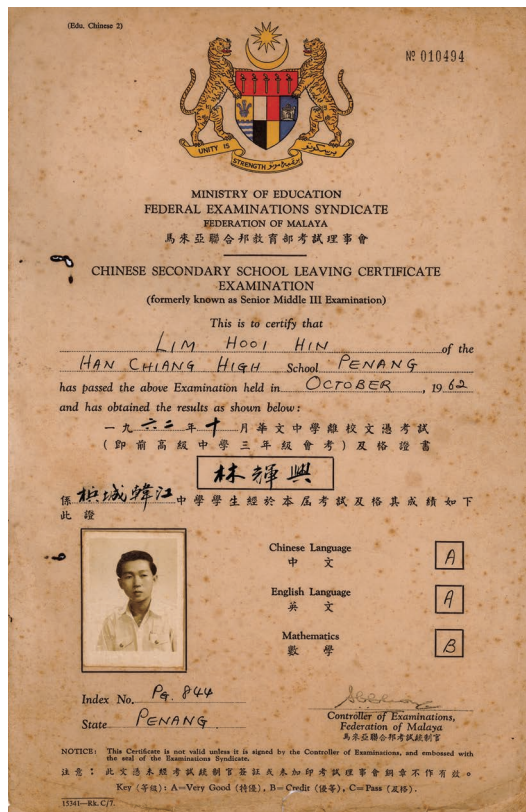 (Edu. Chinese 2)
Nº 010494
UNITY IS STRENGTH
MINISTRY OF EDUCATION
FEDERAL EXAMINATIONS SYNDICATE
FEDERATION OF MALAYA
馬來亞聯合邦敎育部考試理事會
CHINESE SECONDARY SCHOOL LEAVING CERTIFICATE
EXAMINATION
(formerly known as Senior Middle III Examination)
This is to certify that
LIM HOOI HIN of the
HAN CHIANG HIGH School PENANG
has passed the above Examination held in OCTOBER, 1962
and has obtained the results as shown below:
一九六二年十月華文中學離校文憑考試
(即前高級中學三年級會考)及格證書
林輝興
係檳城韓江中學學生經於本屆考試及格其成績如下
此證
Chinese Language A
中文
English Language A
英文
Mathematics B
數學
Index No. PG. 844
State PENANG
Controller of Examinations,
Federation of Malaya
馬來亞聯合邦考試統制官
NOTICE: This Certificate is not valid unless it is signed by the Controller of Examinations, and embossed with
the seal of the Examinations Syndicate.
注意:此文憑未經考試統制官簽証或未加印考試理事會鋼章不作有效。
Key (等級): A=Very Good (特優), B=Credit (優等), C=Pass (及格).
15341—Rk. C/7.